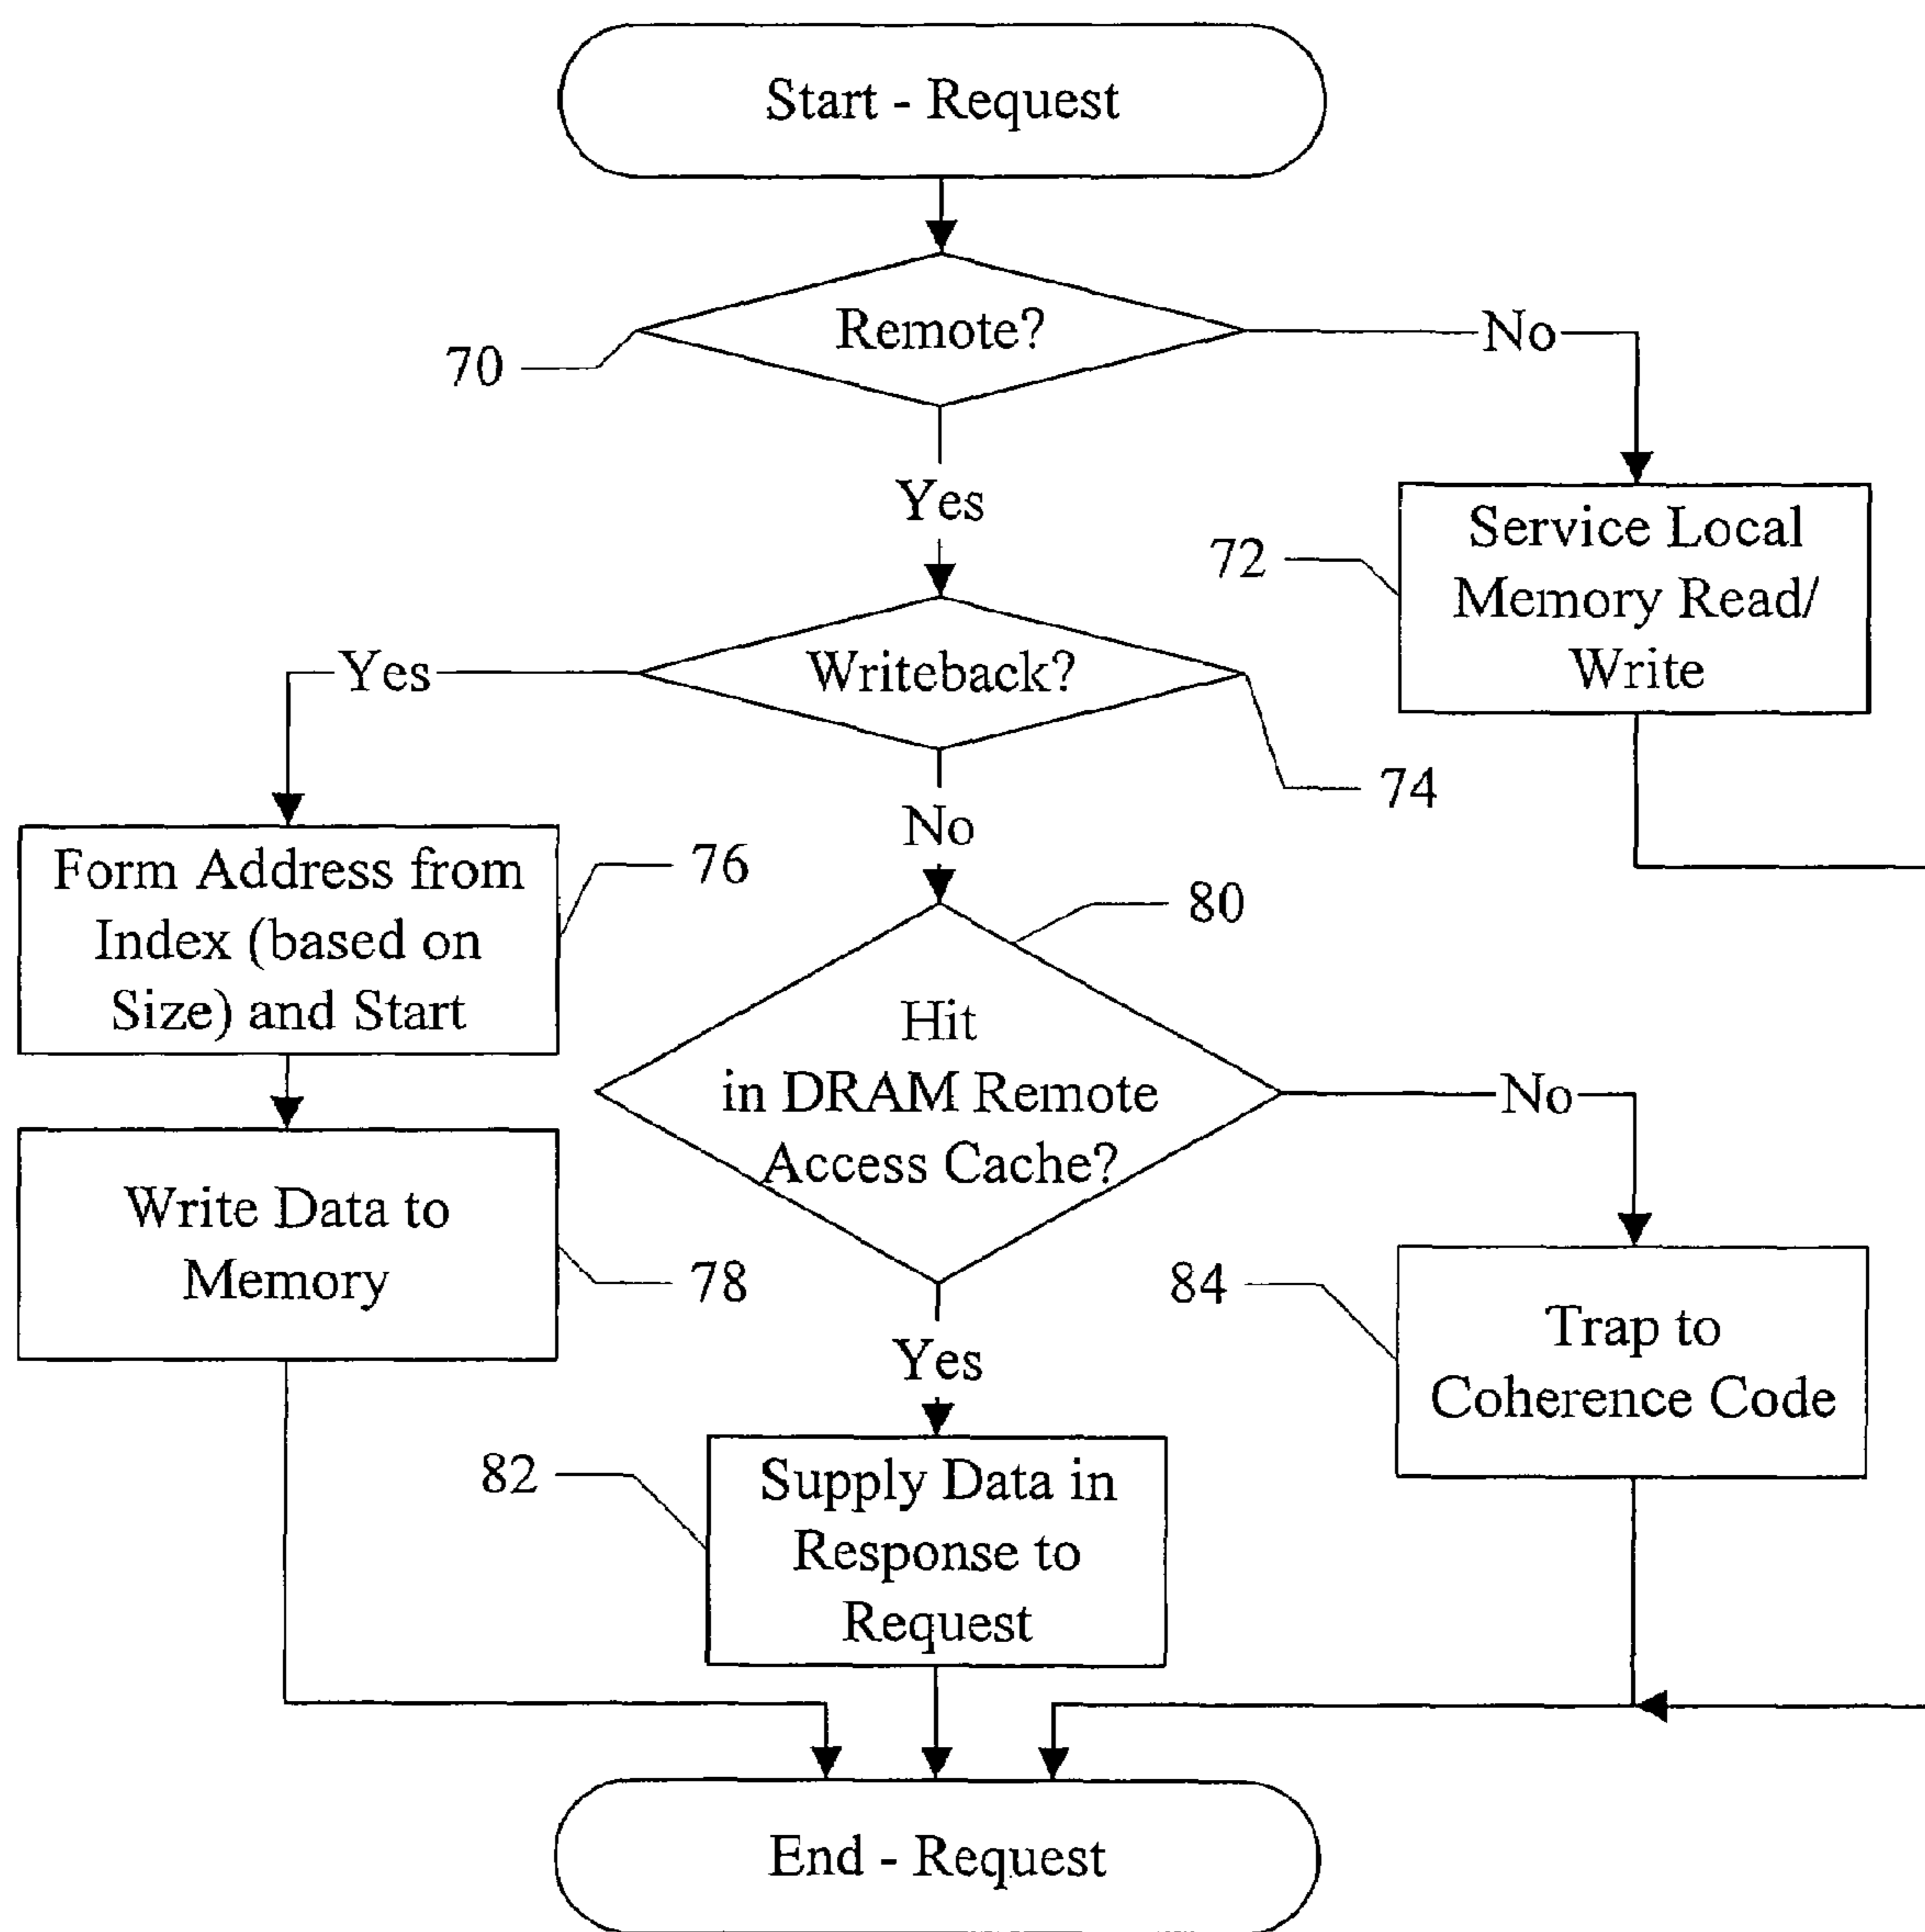 Start - Request
Remote?
70
No
Yes
72
Service Local
Memory Read/
Write
Writeback?
Yes
74
No
Form Address from
Index (based on
Size) and Start
76
80
Hit
in DRAM Remote
Access Cache?
No
Write Data to
Memory
78
84
Trap to
Coherence Code
Yes
82
Supply Data in
Response to
Request
End - Request